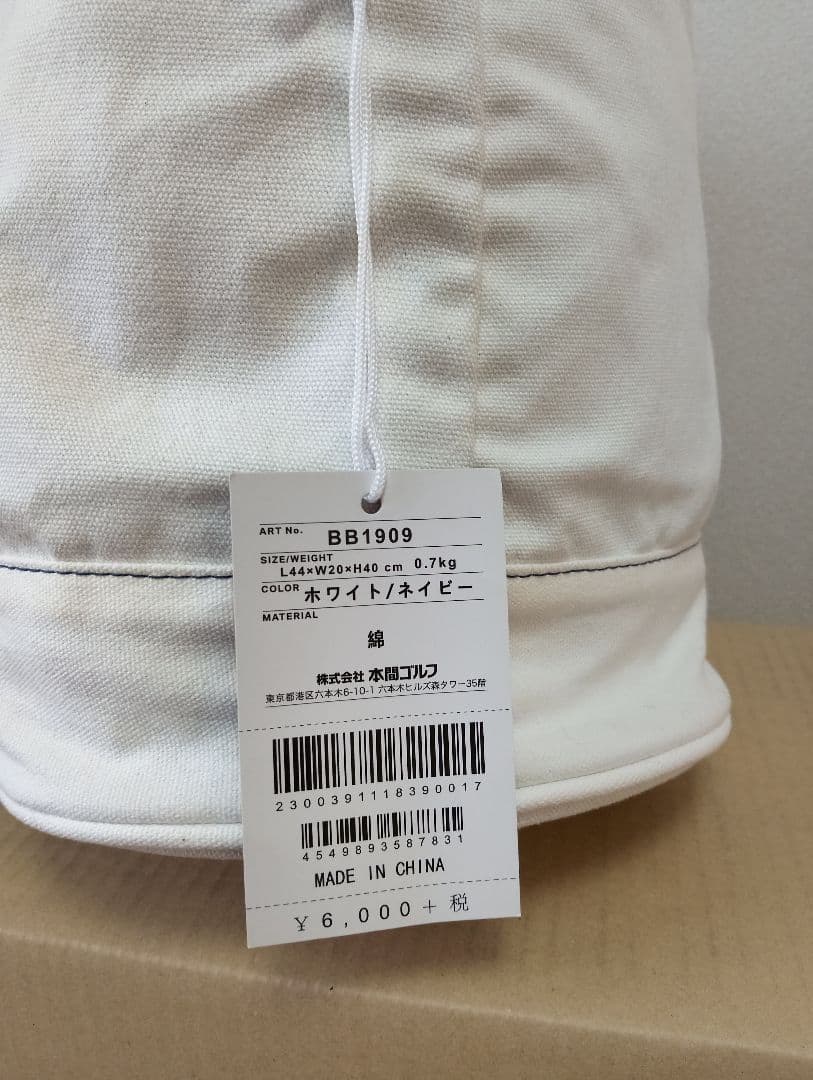 ART No. BB1909
SIZE/WEIGHT
L44×W20×H40 cm 0.7kg
COLOR ホワイト/ネイビー
MATERIAL
綿
株式会社 本間ゴルフ
東京都港区六本木6-10-1 六本木ヒルズ森タワー35階
2300391118390017
4549893587831
MADE IN CHINA
¥6,000+税